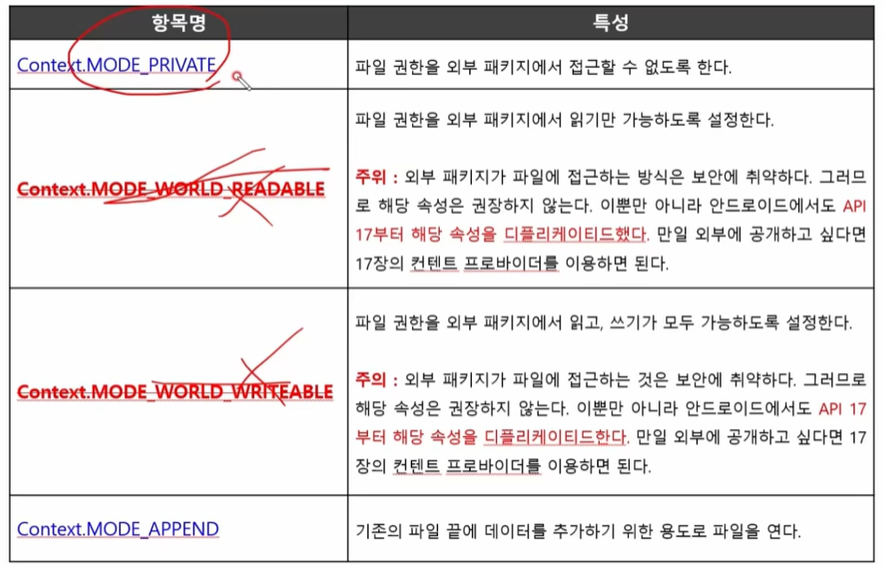 항목명 특성
Context.MODE_PRIVATE 파일 권한을 외부 패키지에서 접근할 수 없도록 한다.
파일 권한을 외부 패키지에서 읽기만 가능하도록 설정한다.
Context.MODE_WORLD_READABLE
주위 : 외부 패키지가 파일에 접근하는 방식은 보안에 취약하다. 그러므
로 해당 속성은 권장하지 않는다. 이뿐만 아니라 안드로이드에서도 API
17부터 해당 속성을 디플리케이티드했다. 만일 외부에 공개하고 싶다면
17장의 컨텐트 프로바이더를 이용하면 된다.
파일 권한을 외부 패키지에서 읽고, 쓰기가 모두 가능하도록 설정한다.
Context.MODE_WORLD_WRITEABLE
주의 : 외부 패키지가 파일에 접근하는 것은 보안에 취약하다. 그러므로
해당 속성은 권장하지 않는다. 이뿐만 아니라 안드로이드에서도 API 17
부터 해당 속성을 디플리케이티드한다. 만일 외부에 공개하고 싶다면 17
장의 컨텐트 프로바이더를 이용하면 된다.
Context.MODE_APPEND 기존의 파일 끝에 데이터를 추가하기 위한 용도로 파일을 연다.